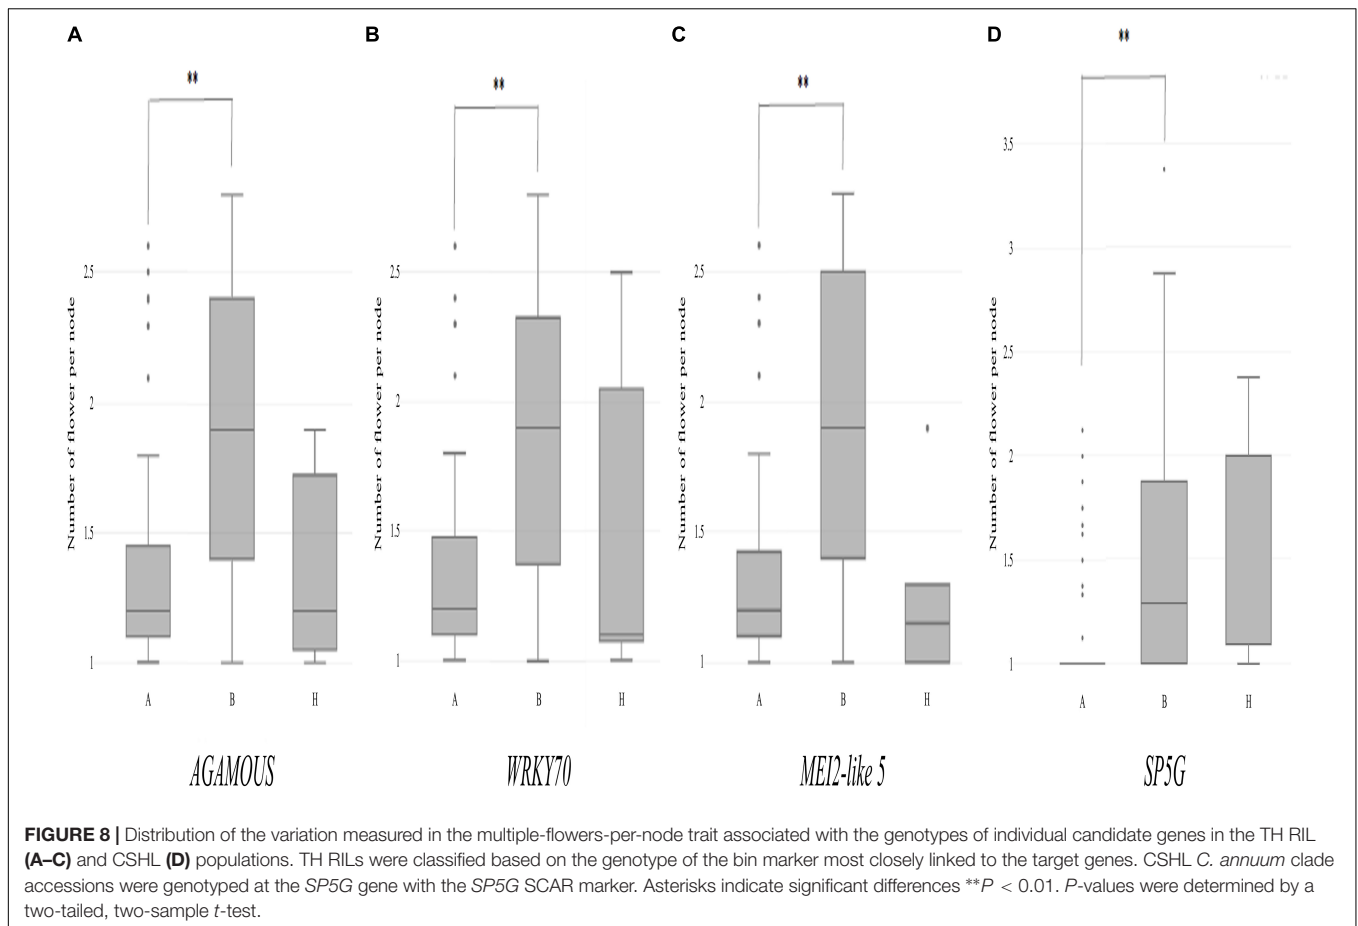 A
B
C
D
**
**
**
**
Number of flower per node
2.5
2
1.5
1
A
B
H
AGAMOUS
Number of flower per node
2.5
2
1.5
1
A
B
H
WRKY70
Number of flower per node
2.5
2
1.5
1
A
B
H
MEI2-like 5
Number of flower per node
3.5
3
2.5
2
1.5
1
A
B
H
SP5G
FIGURE 8 | Distribution of the variation measured in the multiple-flowers-per-node trait associated with the genotypes of individual candidate genes in the TH RIL
(A–C) and CSHL (D) populations. TH RILs were classified based on the genotype of the bin marker most closely linked to the target genes. CSHL C. annuum clade
accessions were genotyped at the SP5G gene with the SP5G SCAR marker. Asterisks indicate significant differences **P < 0.01. P-values were determined by a
two-tailed, two-sample t-test.